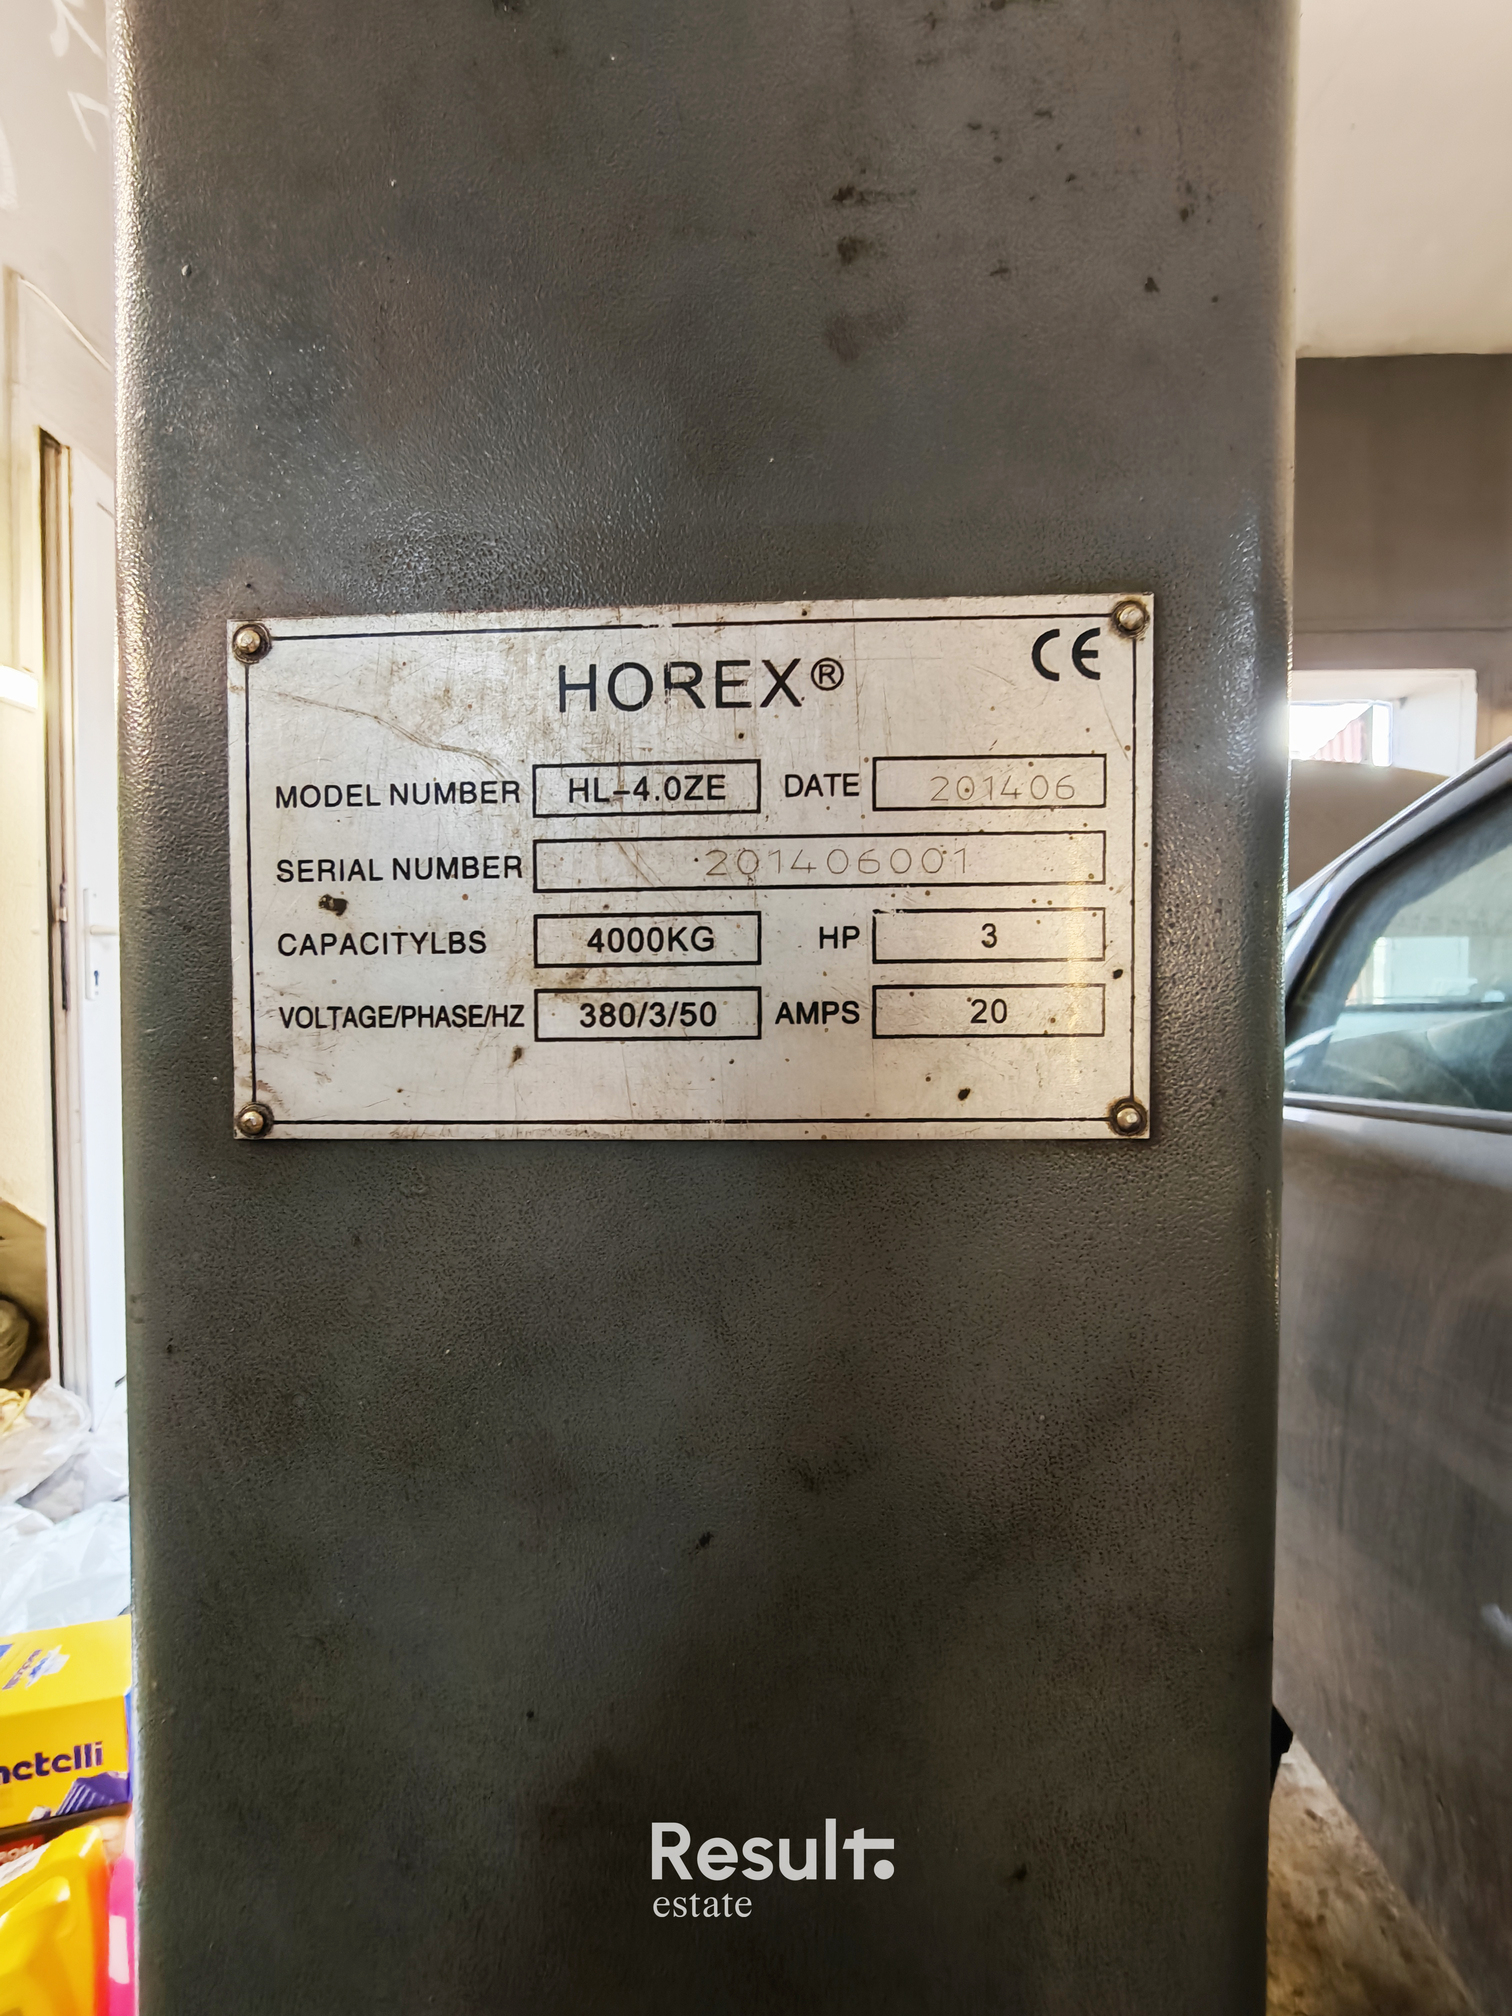 HOREX®
CE
MODEL NUMBER HL-4.0ZE DATE 201406
SERIAL NUMBER 201406001
CAPACITYLBS 4000KG HP 3
VOLTAGE/PHASE/HZ 380/3/50 AMPS 20
Result.
estate